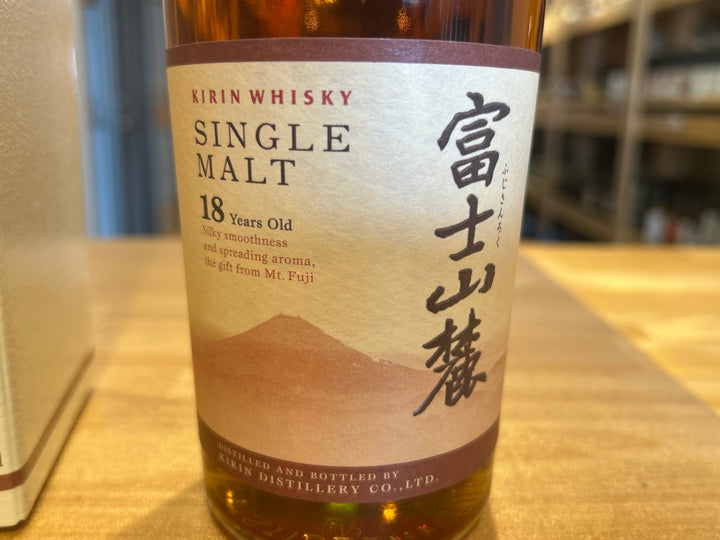 KIRIN WHISKY
SINGLE
MALT
18 Years Old
Silky smoothness
and spreading aroma,
the gift from Mt. Fuji
富士山麓
ふじさんろく
DISTILLED AND BOTTLED BY
KIRIN DISTILLERY CO.,LTD.